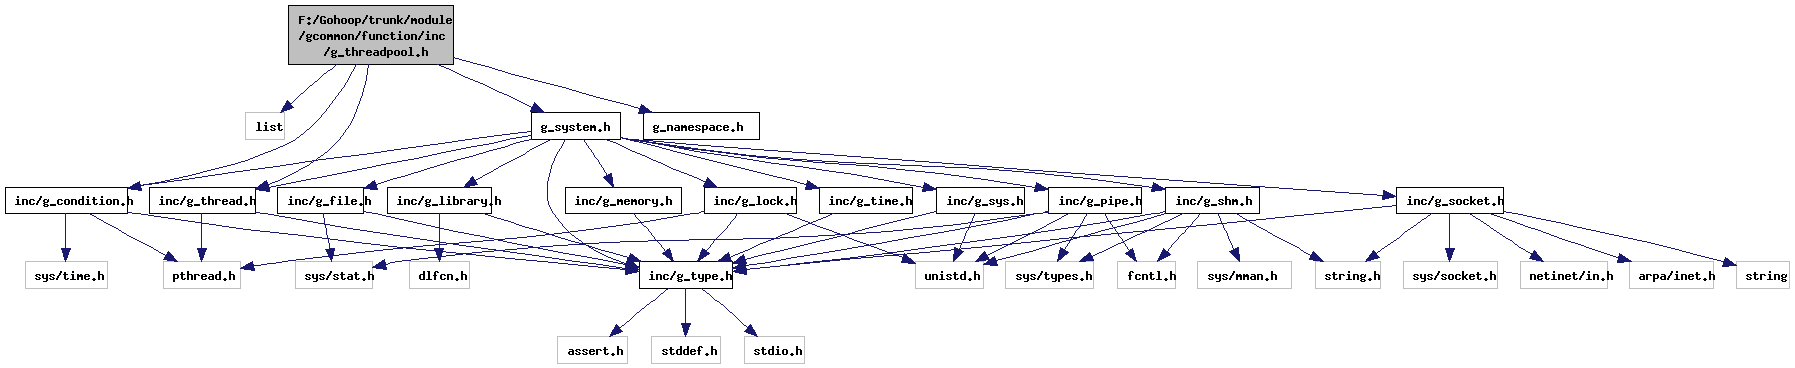 F:/Gohoop/trunk/module
/gcommon/function/inc
/g_threadpool.h
list
g_system.h
g_namespace.h
inc/g_condition.h
inc/g_thread.h
inc/g_file.h
inc/g_library.h
inc/g_memory.h
inc/g_lock.h
inc/g_time.h
inc/g_sys.h
inc/g_pipe.h
inc/g_shm.h
inc/g_socket.h
sys/time.h
pthread.h
sys/stat.h
dlfcn.h
inc/g_type.h
unistd.h
sys/types.h
fcntl.h
sys/mman.h
string.h
sys/socket.h
netinet/in.h
arpa/inet.h
string
assert.h
stddef.h
stdio.h